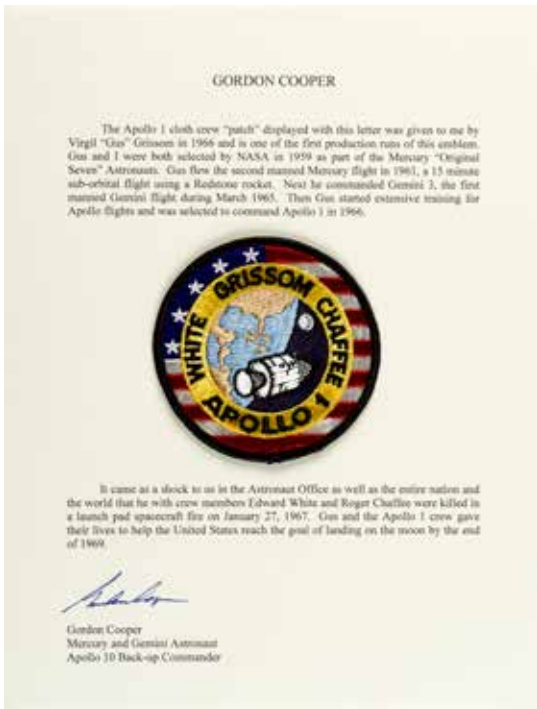 GORDON COOPER
The Apollo 1 cloth crew "patch" displayed with this letter was given to me by
Virgil "Gus" Grissom in 1966 and is one of the first production runs of this emblem.
Gus and I were both selected by NASA in 1959 as part of the Mercury "Original
Seven" Astronauts. Gus flew the second manned Mercury flight in 1961, a 15 minute
sub-orbital flight using a Redstone rocket. Next he commanded Gemini 3, the first
manned Gemini flight during March 1965. Then Gus started extensive training for
Apollo flights and was selected to command Apollo 1 in 1966.
WHITE GRISSOM CHAFFEE
APOLLO 1
It came as a shock to us in the Astronaut Office as well as the entire nation and
the world that he with crew members Edward White and Roger Chaffee were killed in
a launch pad spacecraft fire on January 27, 1967. Gus and the Apollo 1 crew gave
their lives to help the United States reach the goal of landing on the moon by the end
of 1969.
Gordon Cooper
Gordon Cooper
Mercury and Gemini Astronaut
Apollo 10 Back-up Commander